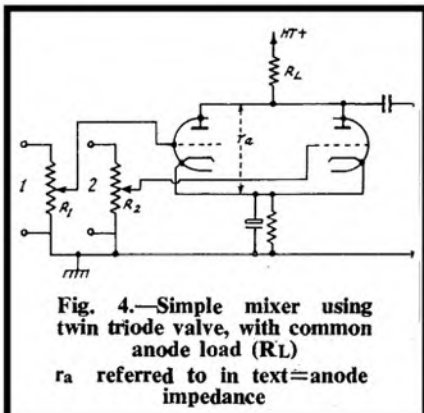 HT+
RL
ra
1
R1
2
R2
Fig. 4.—Simple mixer using
twin triode valve, with common
anode load (RL)
ra referred to in text=anode
impedance